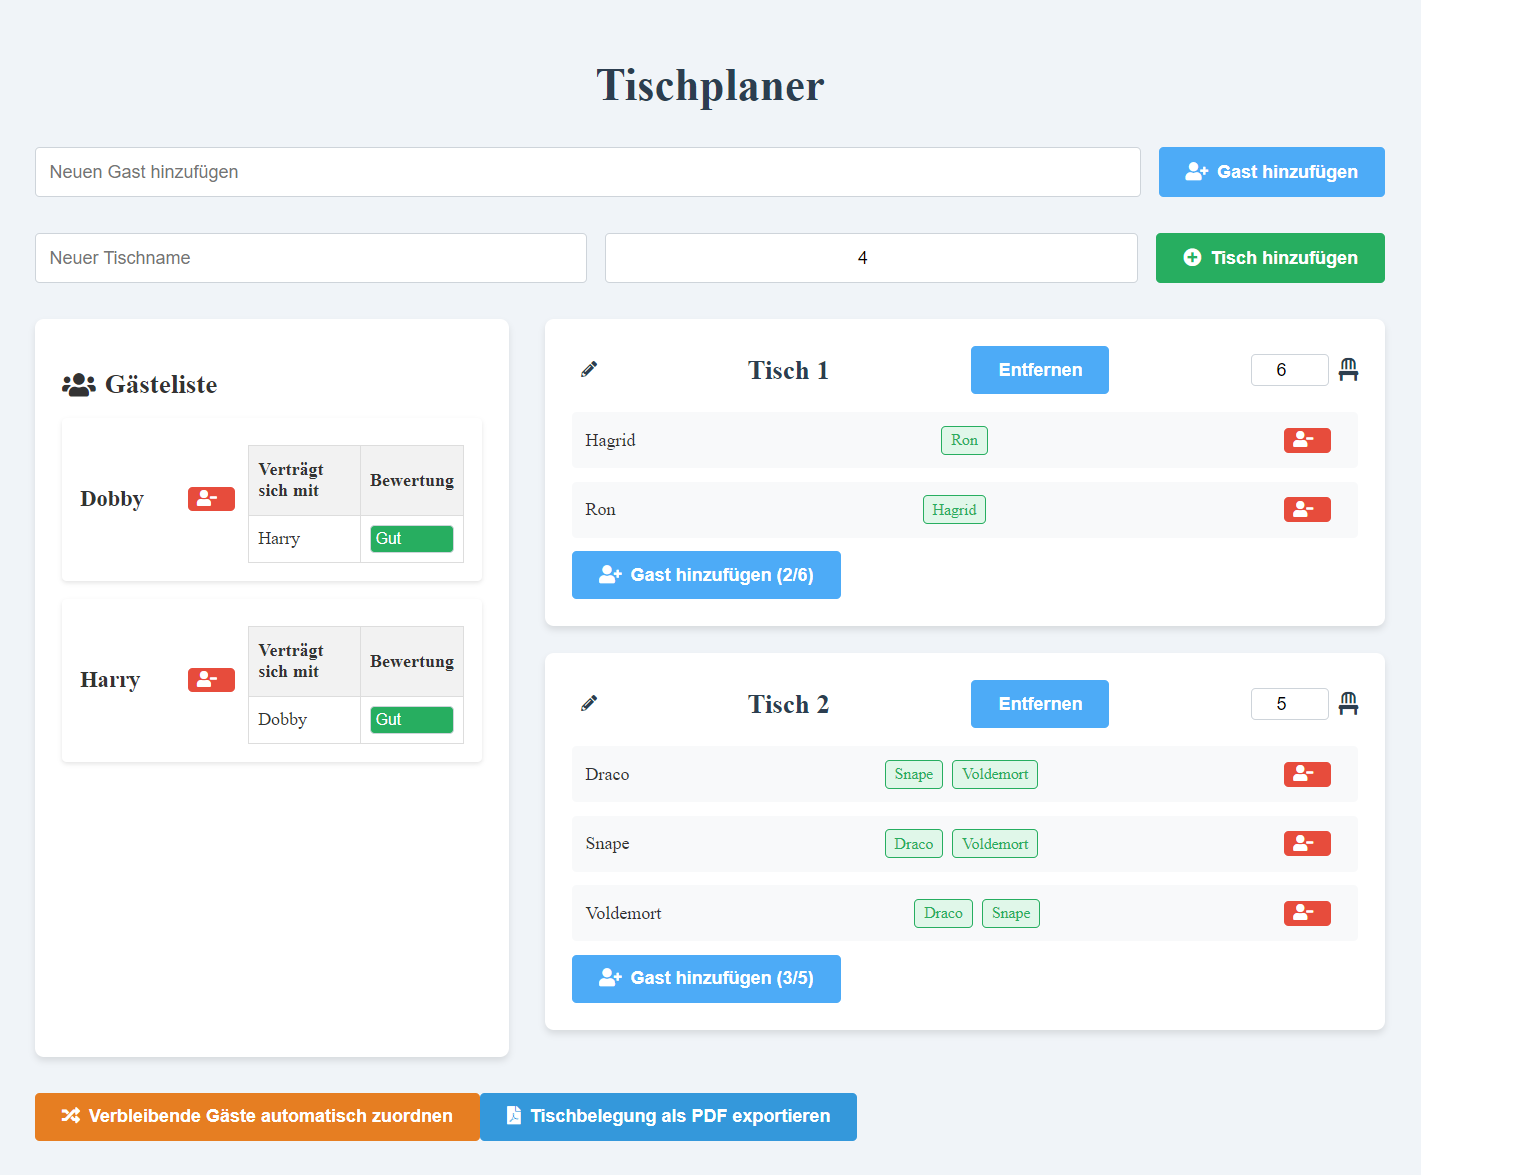 Tischplaner
Neuen Gast hinzufügen
Gast hinzufügen
Neuer Tischname
4
Tisch hinzufügen
Gästeliste
Dobby
Verträgt sich mit
Bewertung
Harry
Gut
Harry
Verträgt sich mit
Bewertung
Dobby
Gut
Tisch 1
Entfernen
6
Hagrid
Ron
Ron
Hagrid
Gast hinzufügen (2/6)
Tisch 2
Entfernen
5
Draco
Snape
Voldemort
Snape
Draco
Voldemort
Voldemort
Draco
Snape
Gast hinzufügen (3/5)
Verbleibende Gäste automatisch zuordnen
Tischbelegung als PDF exportieren